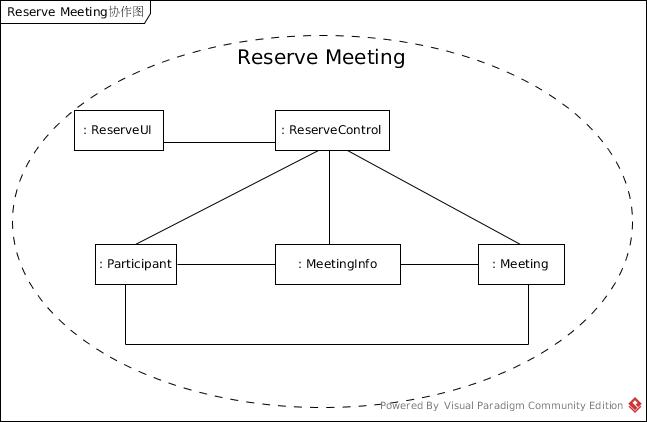 Reserve Meeting协作图
Reserve Meeting
: ReserveUI
: ReserveControl
: Participant
: MeetingInfo
: Meeting
Powered By Visual Paradigm Community Edition